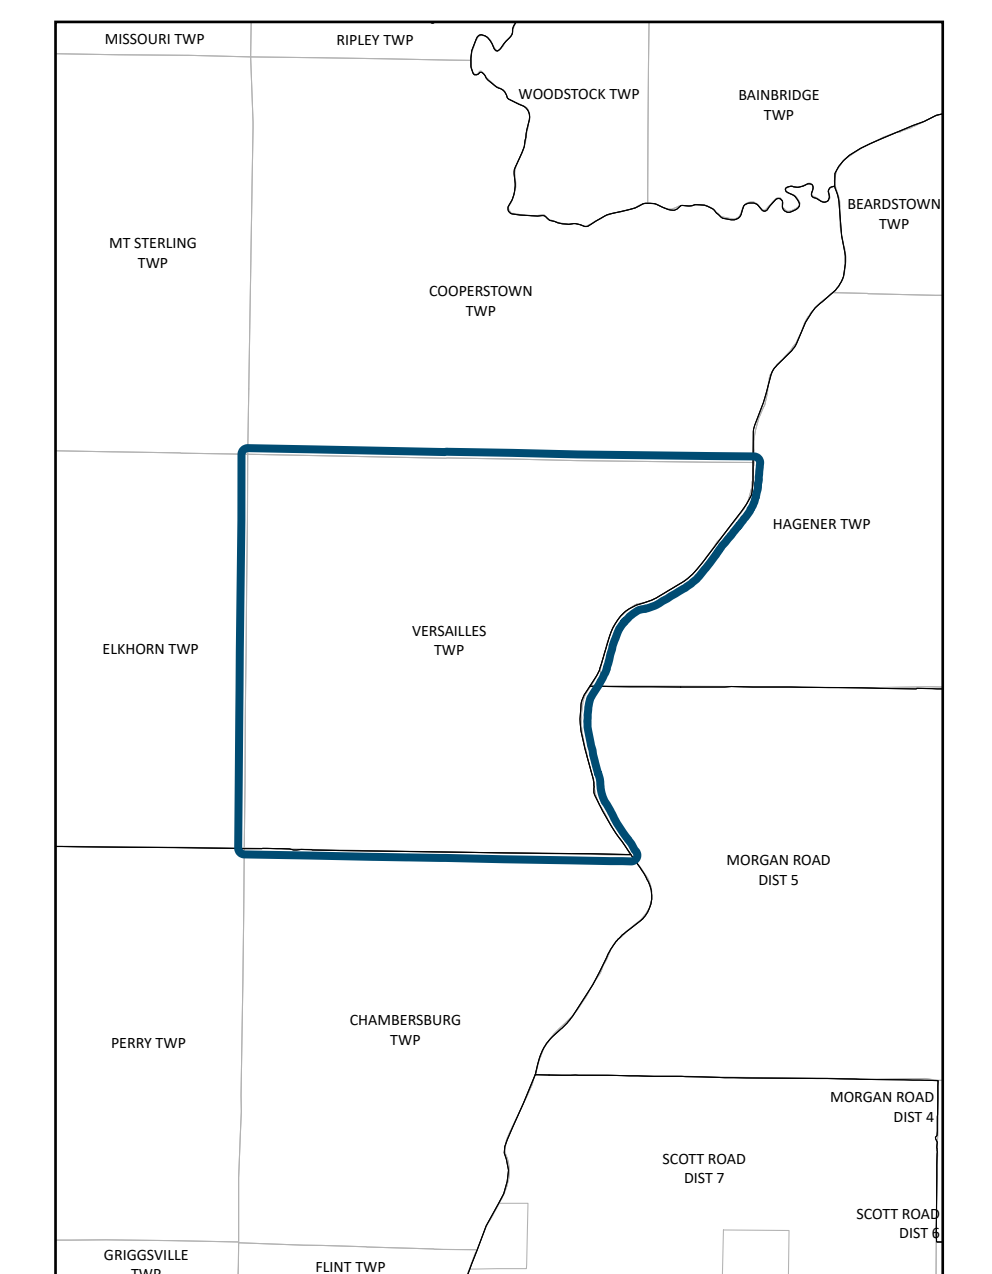 MISSOURI TWP
RIPLEY TWP
WOODSTOCK TWP
BAINBRIDGE
TWP
BEARDSTOWN
TWP
MT STERLING
TWP
COOPERSTOWN
TWP
HAGENER TWP
VERSAILLES
TWP
ELKHORN TWP
MORGAN ROAD
DIST 5
CHAMBERSBURG
TWP
PERRY TWP
MORGAN ROAD
DIST 4
SCOTT ROAD
DIST 7
SCOTT ROAD
DIST 6
GRIGGSVILLE
TWP
FLINT TWP